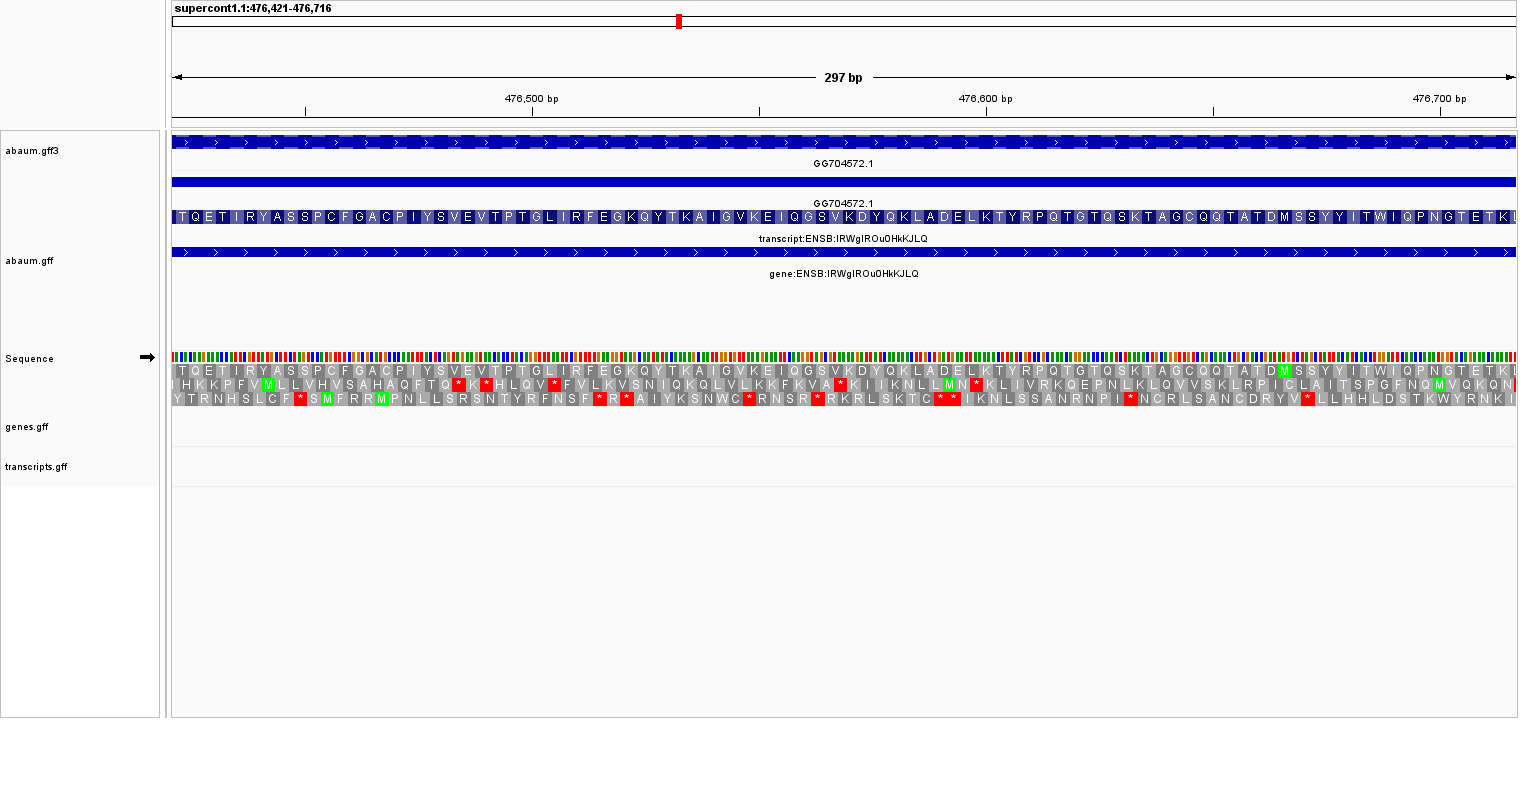 supercont1.1:476,421-476,716
297 bp
476,500 bp 476,600 bp 476,700 bp
abaum.gff3
GG704572.1
GG704572.1
TQETIRYASSPCFGACPIYSVEVTPTGLIRFEGKQYTKAIGVKEIQGSVKDYQKLADELKTYRPQTGTQSKTAGCQQTATDMSSYYITWIQPNGTETKL
transcript:ENSB:IRWgIROu0HkKJLQ
abaum.gff
gene:ENSB:IRWgIROu0HkKJLQ
Sequence
TQETIRYASSPCFGACPIYSVEVTPTGLIRFEGKQYTKAIGVKEIQGSVKDYQKLADELKTYRPQTGTQSKTAGCQQTATDMSSYYITWIQPNGTETKL
IHKKPFVMLLVHVSAHAQFTQ*K*HLQV*FVLKVSNIQKQLVLKKFKVA*KIIKNLLMN*KLIVRKQEPNLKLQVVSKLRPICLAITSPGFNQMVQKQN
YTRNHSLCF*SMFRRMPNLLSRSNTYRFNSF*R*AIYKSNWC*RNSR*RKRLSKTC**IKNLSSANRNPI*NCRLSANCDRYV*LLHHLDSTKWYRNKI
genes.gff
transcripts.gff